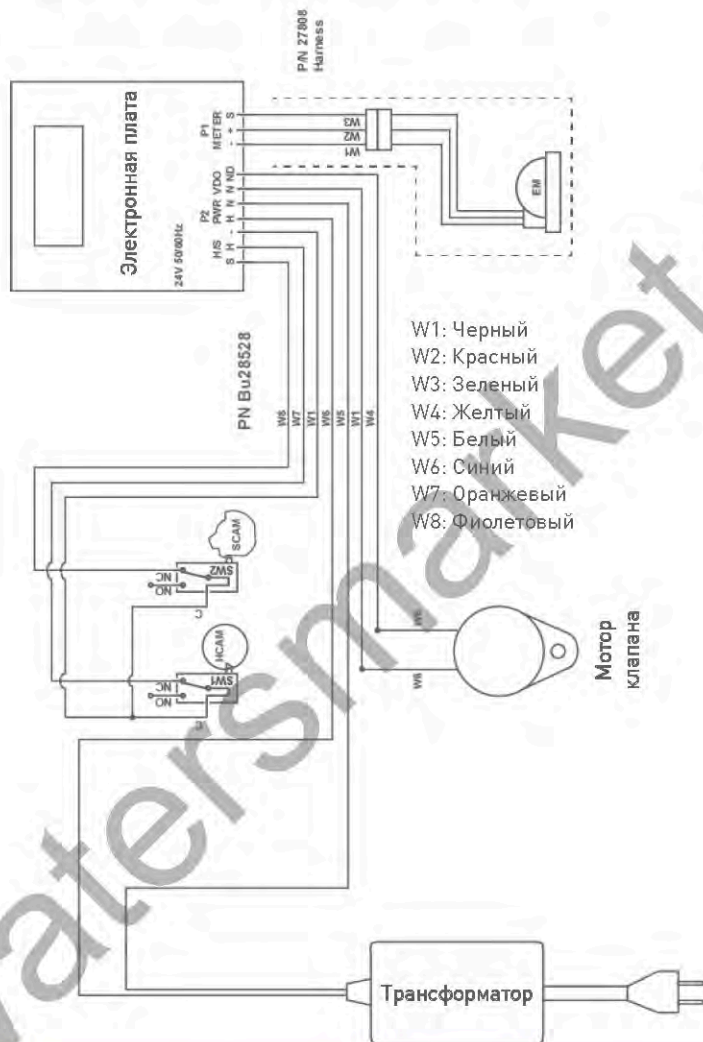 P/N 27808
Harness
Электронная плата
24V 50/60Hz
P1
METER
- + S
P2
H/S PWR VDO
S H - H N N ND
W3
W2
W1
EM
PN Bu28528
W8
W7
W1
W6
W5
W1
W4
W1: Черный
W2: Красный
W3: Зеленый
W4: Желтый
W5: Белый
W6: Синий
W7: Оранжевый
W8: Фиолетовый
SCAM
SW2
NC
NO
C
HCAM
SW1
NC
NO
C
W6
Мотор
клапана
Трансформатор
watersmarket